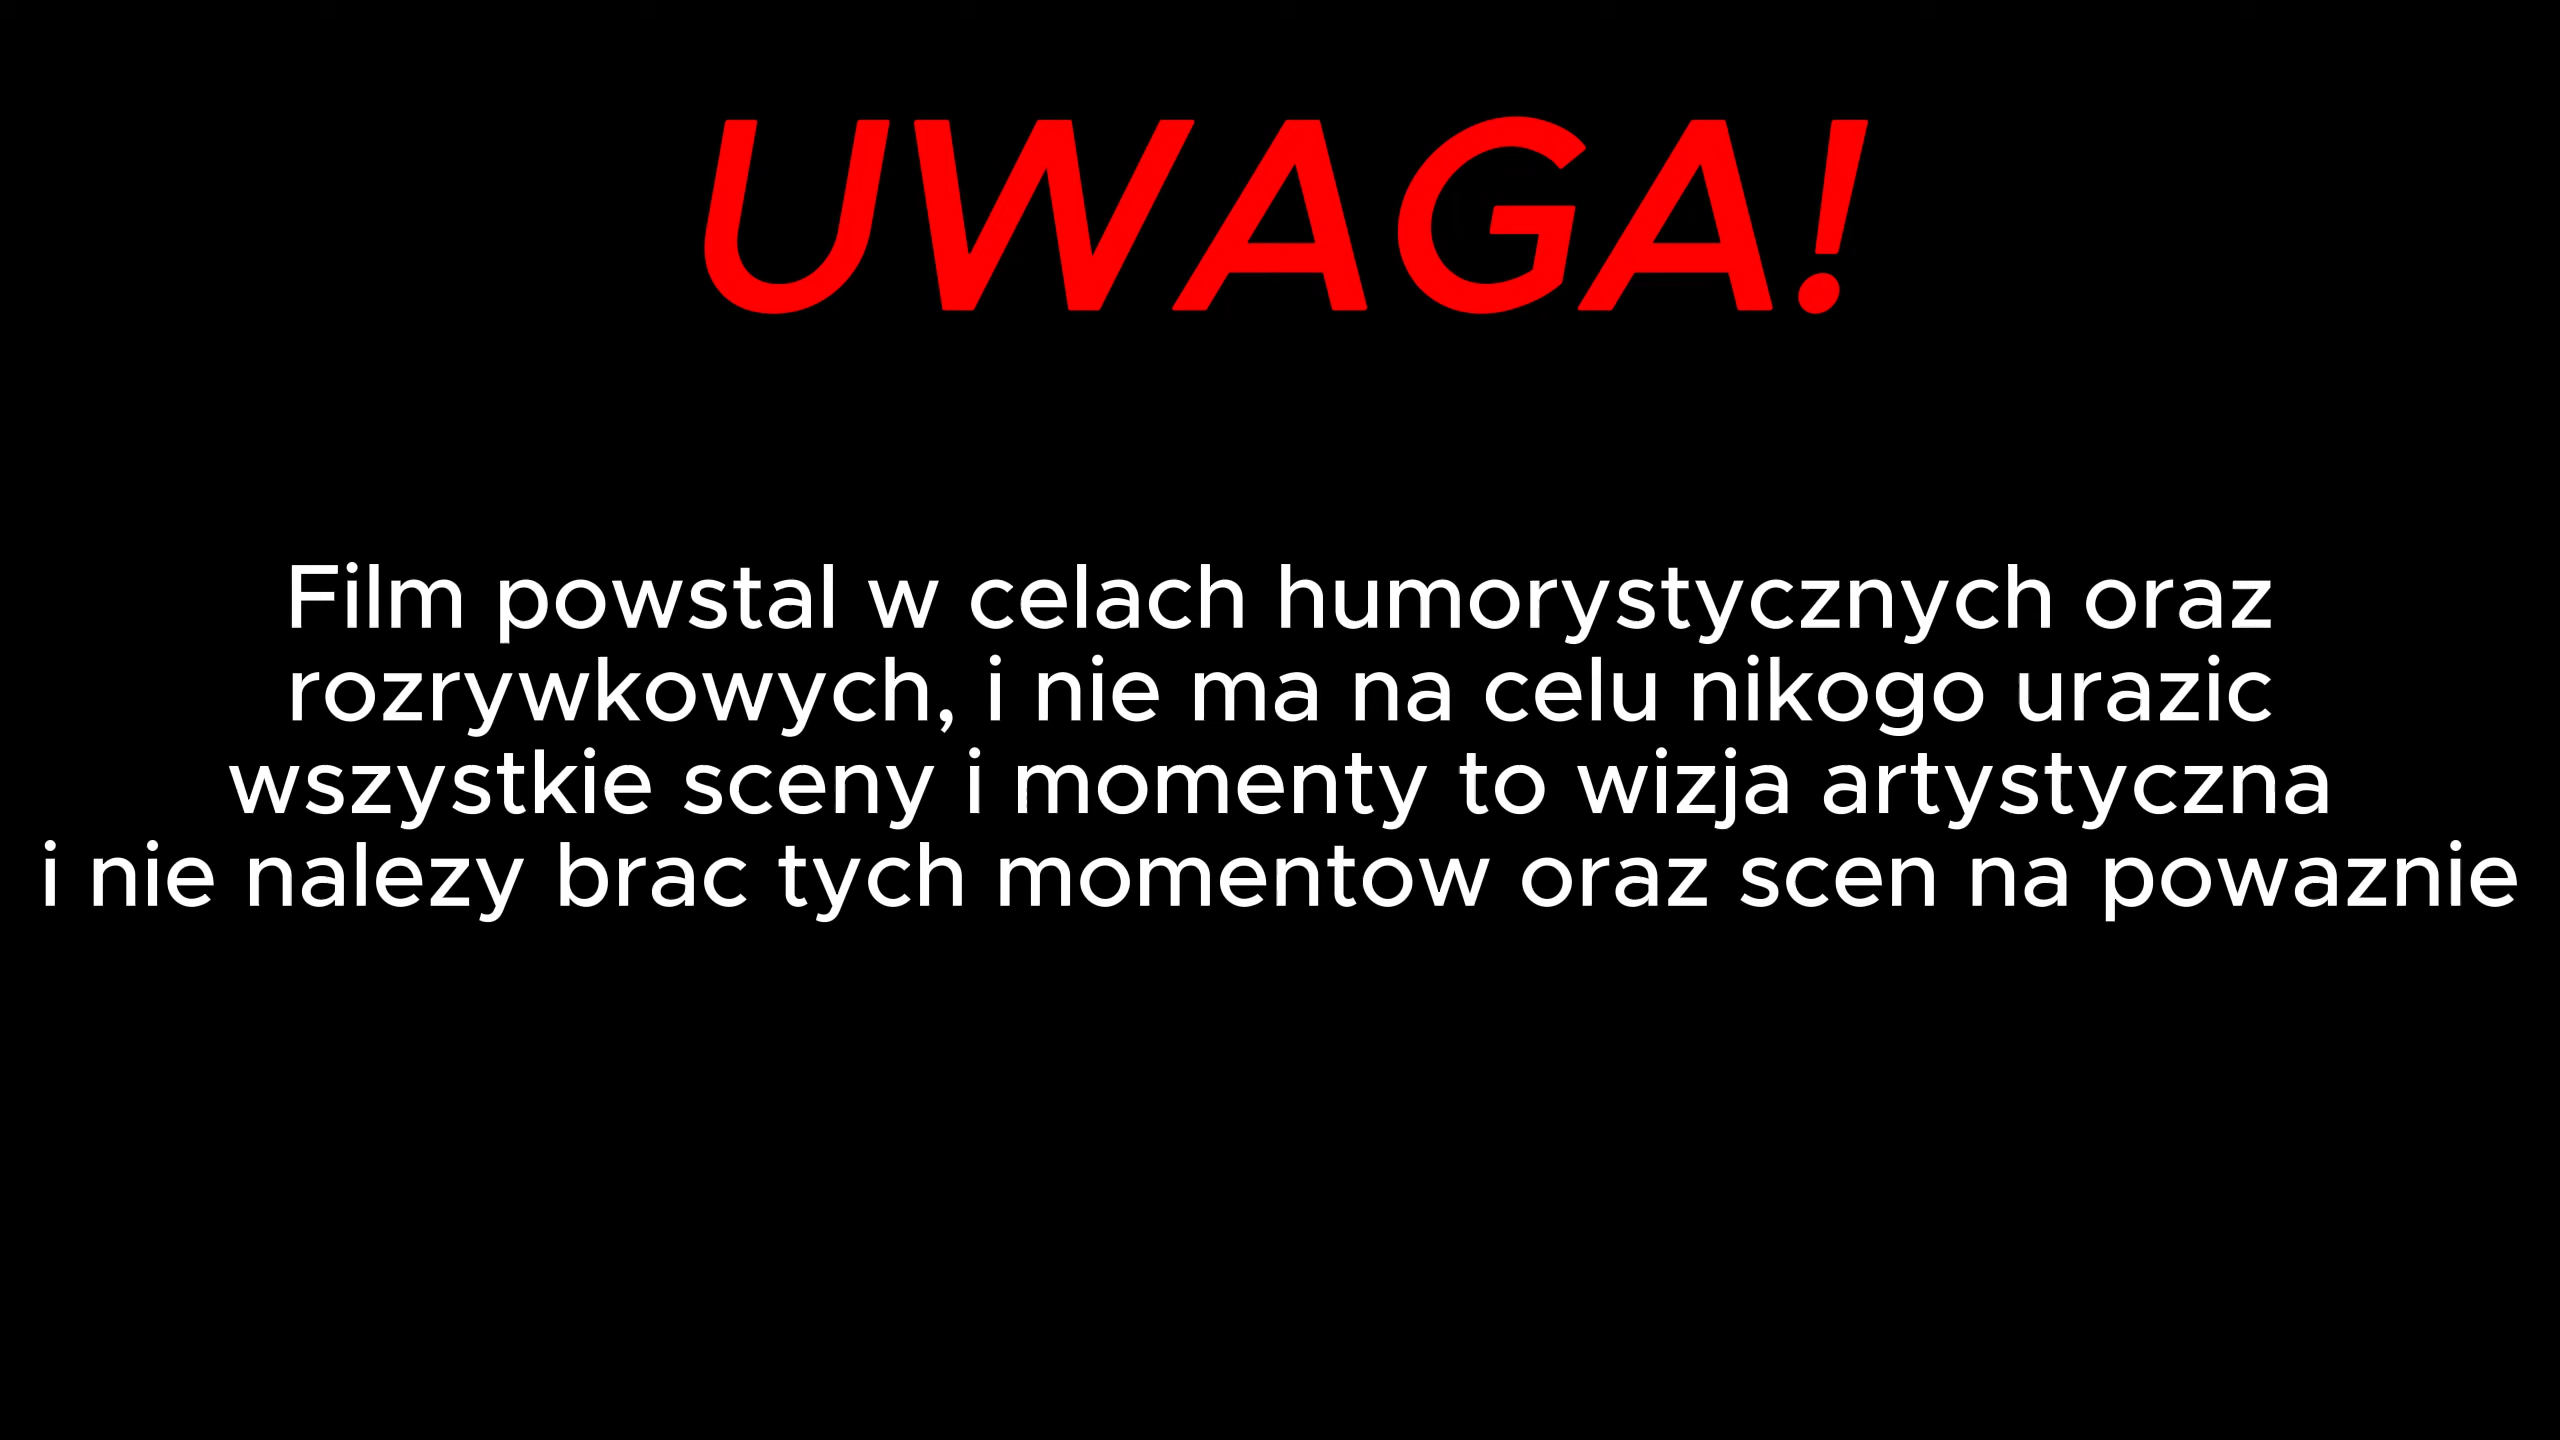 UWAGA!
Film powstal w celach humorystycznych oraz
rozrywkowych, i nie ma na celu nikogo urazic
wszystkie sceny i momenty to wizja artystyczna
i nie nalezy brac tych momentow oraz scen na powaznie